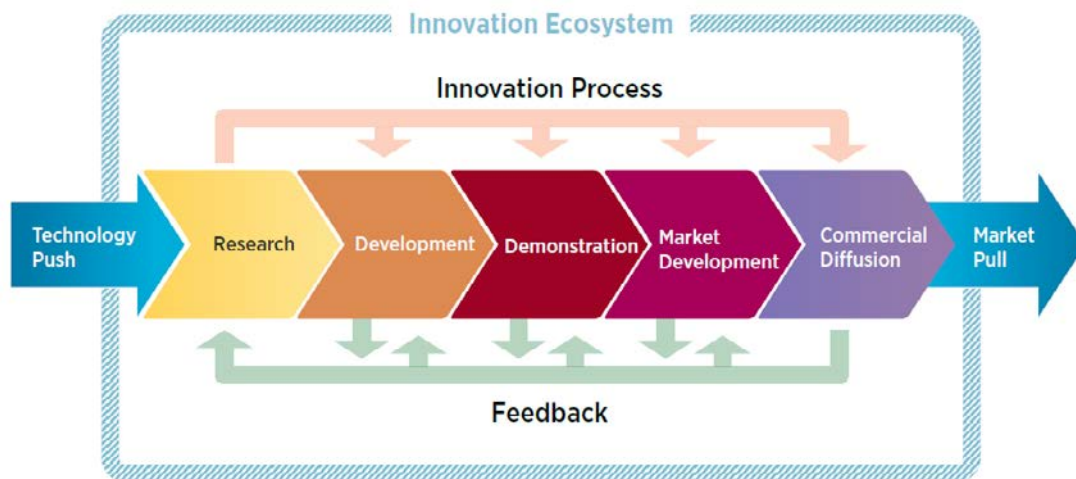 Innovation Ecosystem
Innovation Process
Technology
Push
Research
Development
Demonstration
Market
Development
Commercial
Diffusion
Market
Pull
Feedback